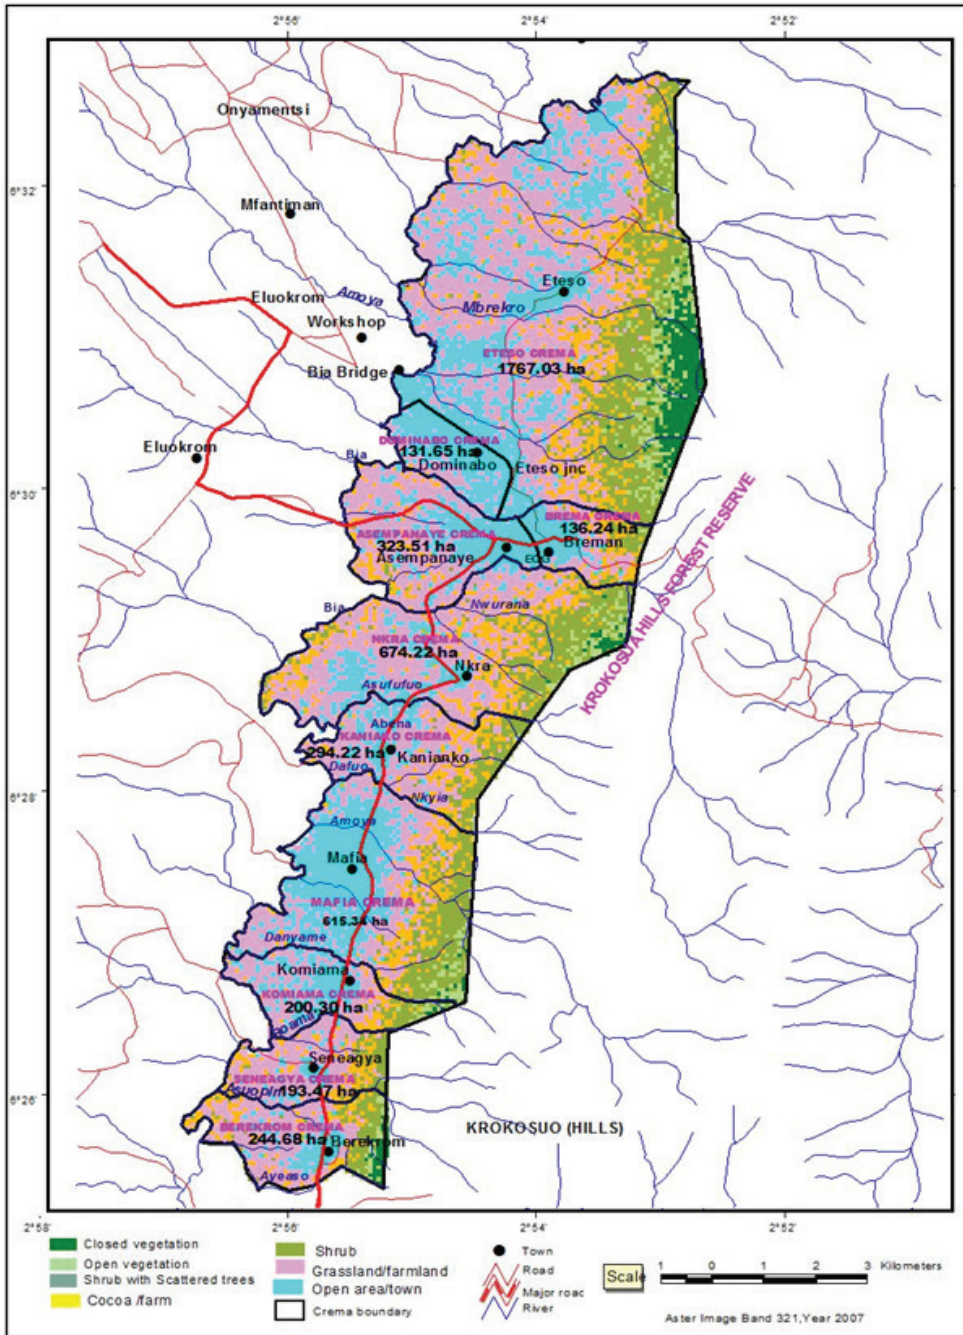 2°56'
2°54'
2°52'
Onyamentsi
6°32'
Mfantiman
Eteso
Eluokrom
Amoya
Mbrekro
Workshop
ETESO CREMA
1767.03 ha
Bia Bridge
DOMINABO CREMA
131.65 ha
Dominabo
Eteso jnc
Eluokrom
Bia
6°30'
BREMA CREMA
136.24 ha
Breman
ASEMPANAYE CREMA
323.51 ha
Asempanaye
KROKOSUA HILLS FOREST RESERVE
Bia
Nwurana
NKRA CREMA
674.22 ha
Nkra
Asufufuo
Abena
KANIAKO CREMA
294.22 ha
Kanianko
Dafuo
6°28'
Nkyia
Amoya
Mafia
MAFIA CREMA
615.34 ha
Danyame
Komiama
KOMIAMA CREMA
200.30 ha
Seneagya
SENEAGYA CREMA
193.47 ha
6°26'
BEREKROM CREMA
244.68 ha
Berekrom
KROKOSUO (HILLS)
Ayeaso
2°58'
2°56'
2°54'
2°52'
Closed vegetation
Open vegetation
Shrub with Scattered trees
Cocoa /farm
Shrub
Grassland/farmland
Open area/town
Crema boundary
Town
Road
Major roac
River
Scale
1 0 1 2 3 Kilometers
Aster Image Band 321,Year 2007